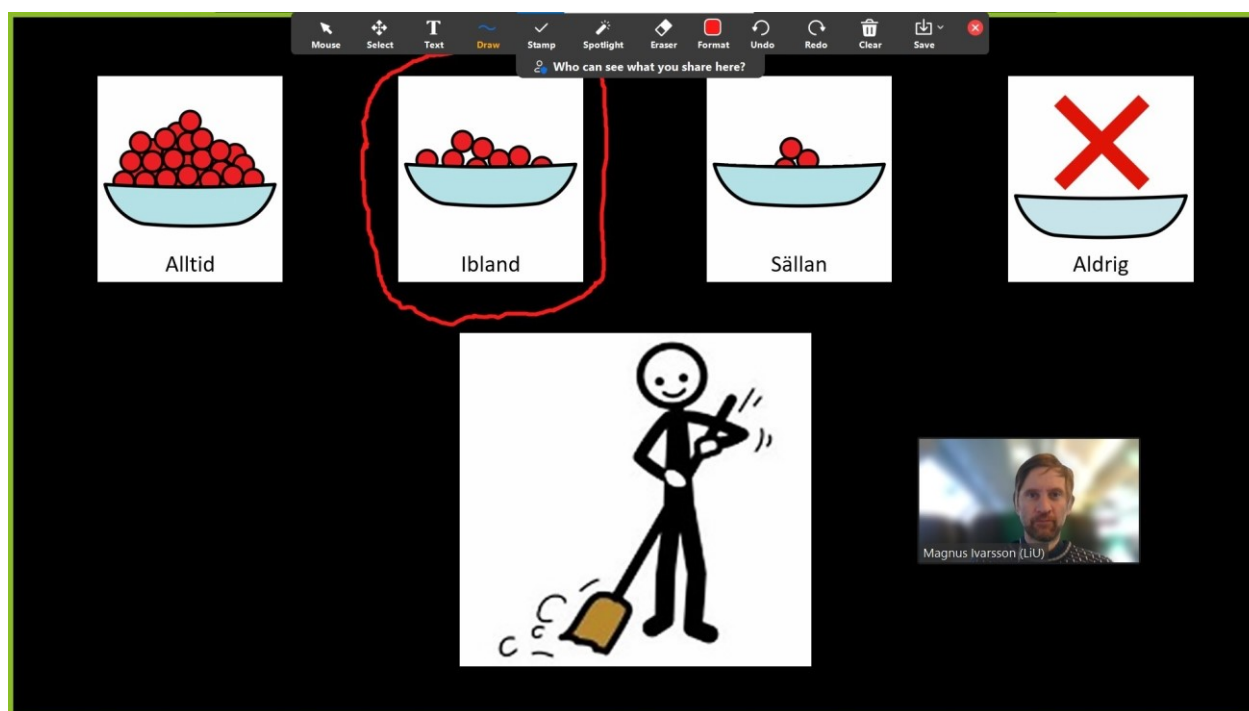 Mouse Select Text Draw Stamp Spotlight Eraser Format Undo Redo Clear Save
Who can see what you share here?
Alltid
Ibland
Sällan
Aldrig
Magnus Ivarsson (LiU)